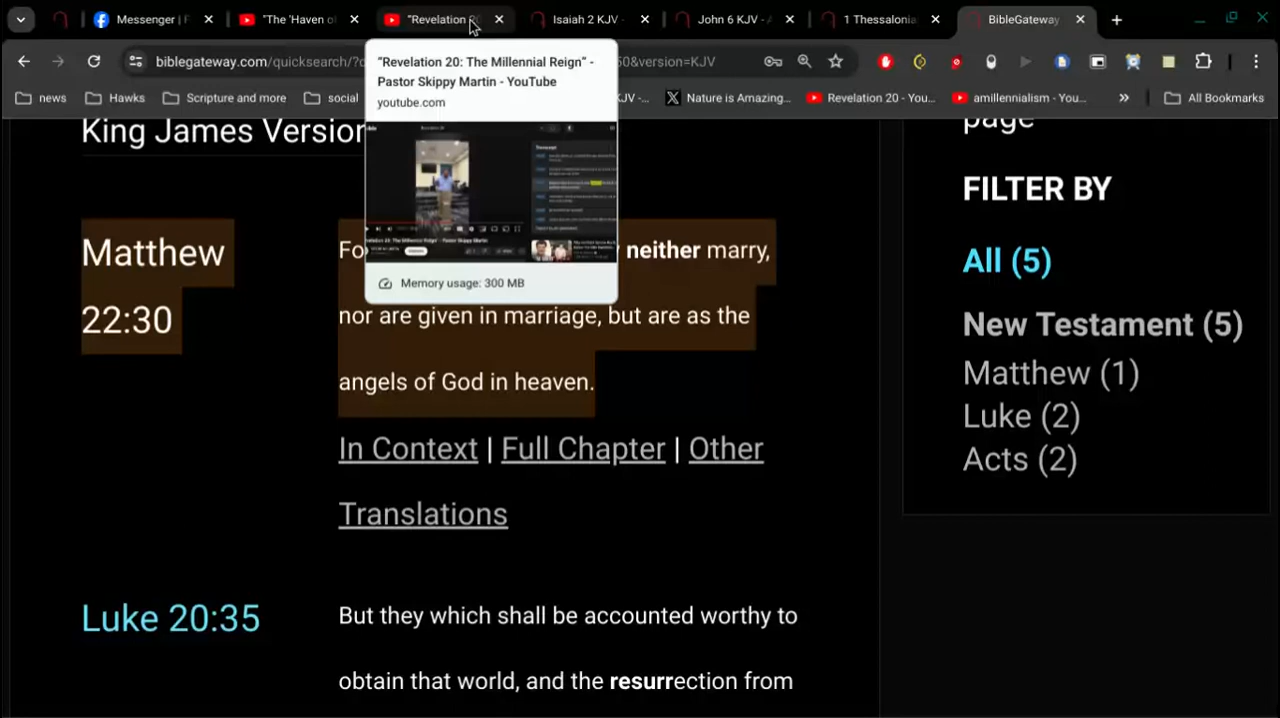 Messenger | F
"The 'Haven o
"Revelation 20
Isaiah 2 KJV -
John 6 KJV - A
1 Thessalonia
BibleGateway
biblegateway.com/quicksearch/?
50&version=KJV
news
Hawks
Scripture and more
social
KJV -...
Nature is Amazing...
Revelation 20 - You...
amillennialism - You...
All Bookmarks
"Revelation 20: The Millennial Reign" -
Pastor Skippy Martin - YouTube
youtube.com
Memory usage: 300 MB
King James Version
page
FILTER BY
All (5)
New Testament (5)
Matthew (1)
Luke (2)
Acts (2)
Matthew
22:30
neither marry,
nor are given in marriage, but are as the
angels of God in heaven.
In Context | Full Chapter | Other
Translations
Luke 20:35
But they which shall be accounted worthy to
obtain that world, and the resurrection from